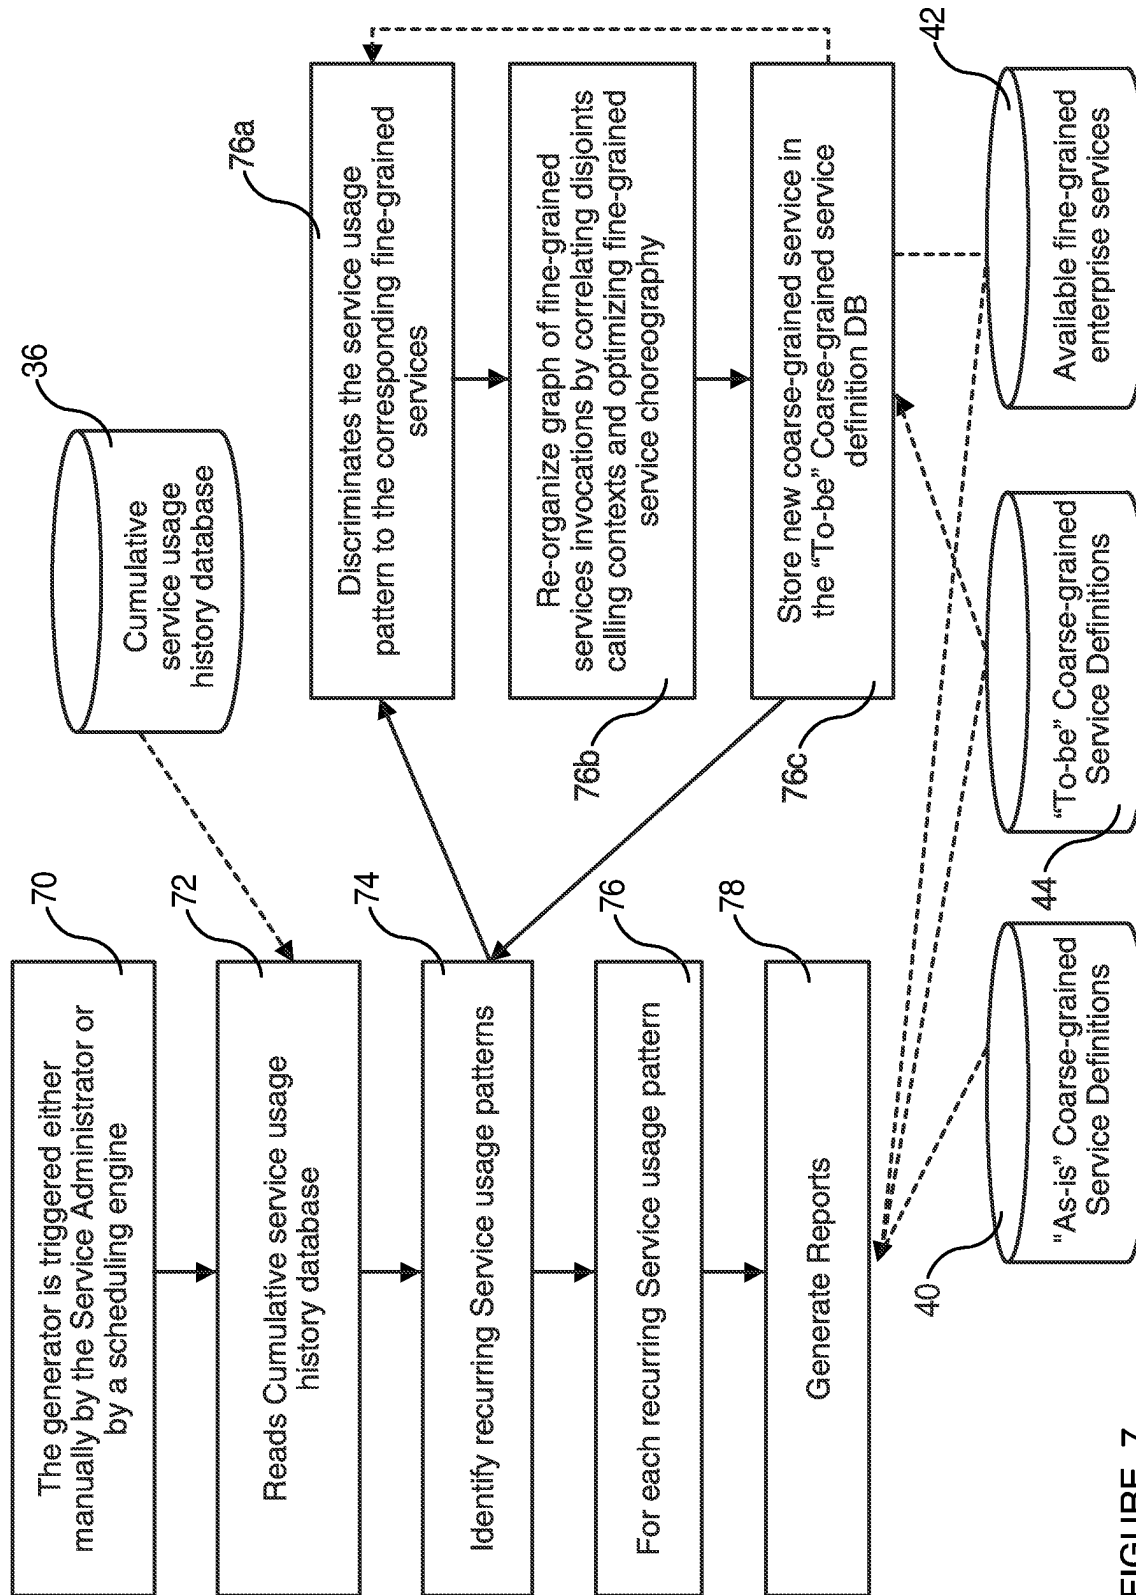 The generator is triggered either
manually by the Service Administrator or
by a scheduling engine
70
Reads Cumulative service usage
history database
72
Identify recurring Service usage patterns
74
For each recurring Service usage pattern
76
Generate Reports
78
Cumulative
service usage
history database
36
Discriminates the service usage
pattern to the corresponding fine-grained
services
76a
Re-organize graph of fine-grained
services invocations by correlating disjoints
calling contexts and optimizing fine-grained
service choreography
76b
Store new coarse-grained service in
the “To-be” Coarse-grained service
definition DB
76c
"As-is” Coarse-grained
Service Definitions
40
“To-be” Coarse-grained
Service Definitions
44
Available fine-grained
enterprise services
42
FIGURE 7